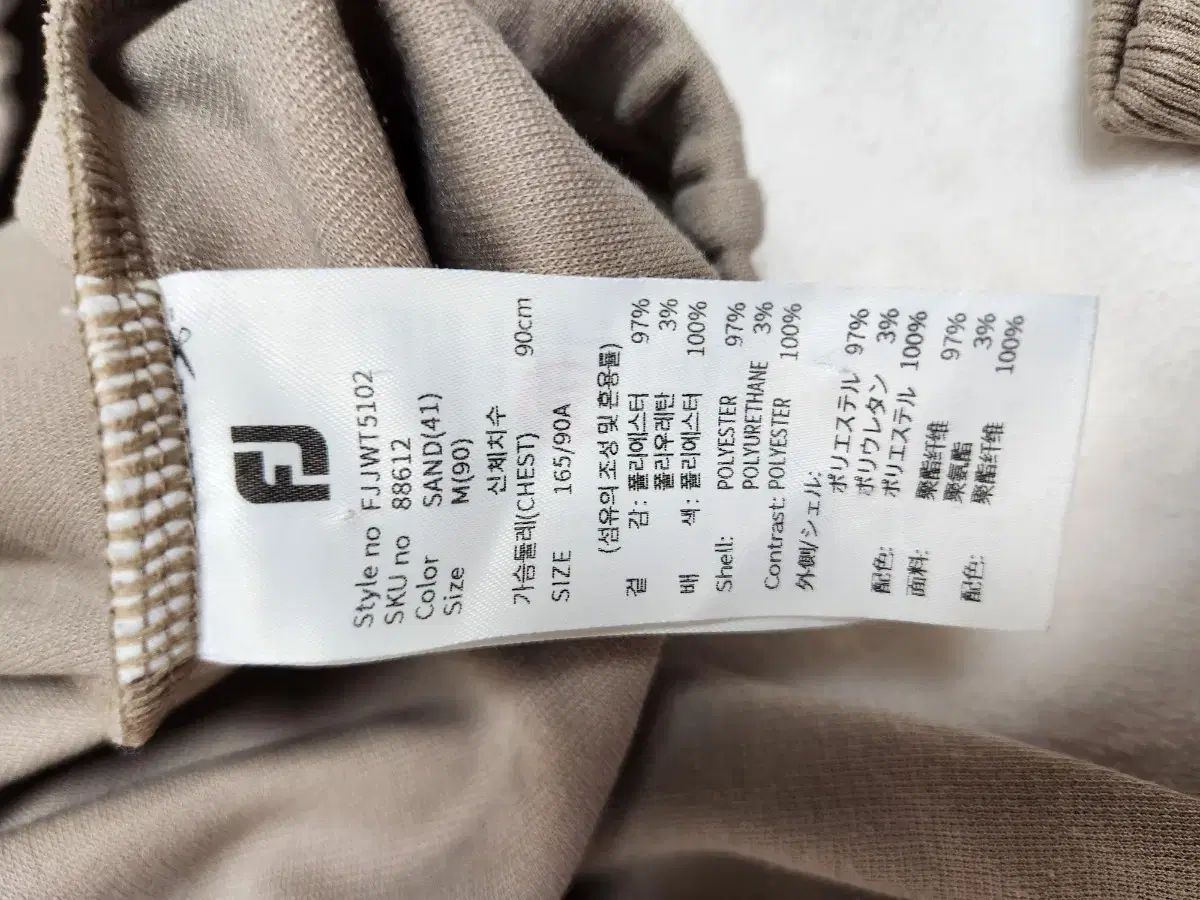 FJ
Style no FJJWT5102
SKU no 88612
Color SAND(41)
Size M(90)
신체치수
가슴둘레(CHEST) 90cm
SIZE 165/90A
(섬유의 조성 및 혼용률)
겉 감 : 폴리에스터 97%
폴리우레탄 3%
배 색 : 폴리에스터 100%
Shell: POLYESTER 97%
POLYURETHANE 3%
Contrast: POLYESTER 100%
外側/シェル:
ポリエステル 97%
ポリウレタン 3%
配色: ポリエステル 100%
面料: 聚酯纤维 97%
聚氨酯 3%
配色: 聚酯纤维 100%